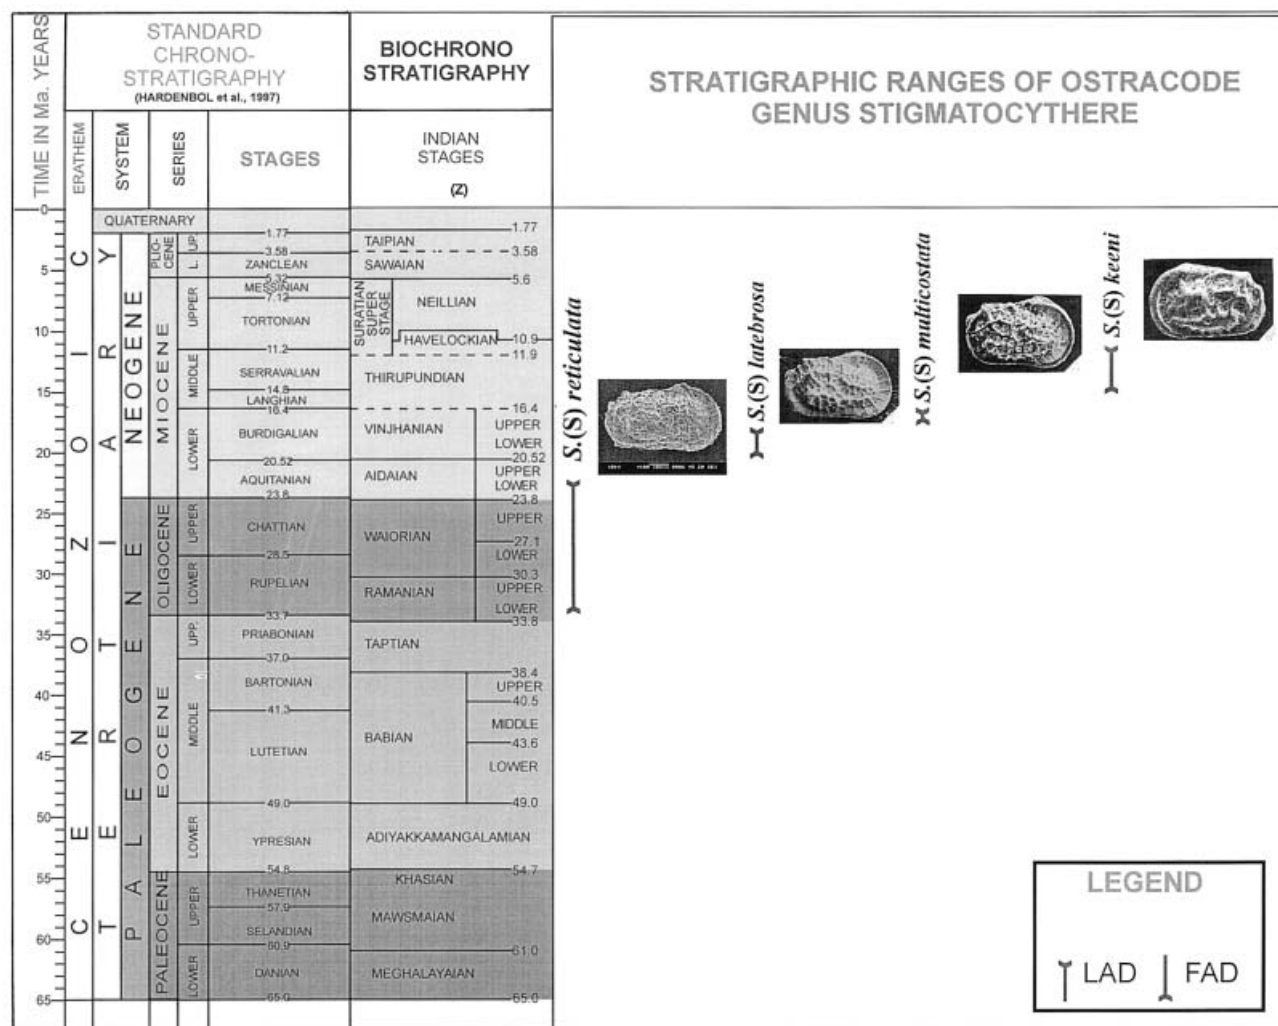 TIME IN Ma. YEARS
STANDARD
CHRONO-
STRATIGRAPHY
(HARDENBOL et al., 1997)
BIOCHRONO
STRATIGRAPHY
STRATIGRAPHIC RANGES OF OSTRACODE
GENUS STIGMATOCYTHERE
ERATHEM
SYSTEM
SERIES
STAGES
INDIAN
STAGES
(Z)
0
5
10
15
20
25
30
35
40
45
50
55
60
65
CENOZOIC
TERTIARY
QUATERNARY
NEOGENE
PALEOGENE
PLIO-
CENE
MIOCENE
OLIGOCENE
EOCENE
PALEOCENE
UP.
L.
UPPER
MIDDLE
LOWER
UPPER
LOWER
UPP.
MIDDLE
LOWER
UPPER
LOWER
1.77
3.58
ZANCLEAN
5.32
MESSINIAN
7.12
TORTONIAN
11.2
SERRAVALIAN
14.8
LANGHIAN
16.4
BURDIGALIAN
20.52
AQUITANIAN
23.8
CHATTIAN
28.5
RUPELIAN
33.7
PRIABONIAN
37.0
BARTONIAN
41.3
LUTETIAN
49.0
YPRESIAN
54.8
THANETIAN
57.9
SELANDIAN
60.9
DANIAN
65.0
1.77
TAIPIAN
3.58
SAWAIAN
5.6
SURATIAN
SUPER
STAGE
NEILLIAN
HAVELOCKIAN
10.9
11.9
THIRUPUNDIAN
16.4
VINJHANIAN
UPPER
LOWER
20.52
AIDAIAN
UPPER
LOWER
23.8
WAIORIAN
UPPER
27.1
LOWER
30.3
RAMANIAN
UPPER
LOWER
33.8
TAPTIAN
38.4
BABIAN
UPPER
40.5
MIDDLE
43.6
LOWER
49.0
ADIYAKKAMANGALAMIAN
54.7
KHASIAN
MAWSMAIAN
61.0
MEGHALAYAIAN
65.0
S.(S) reticulata
S.(S) latebrosa
S.(S) multicostata
S.(S) keeni
LEGEND
LAD
FAD